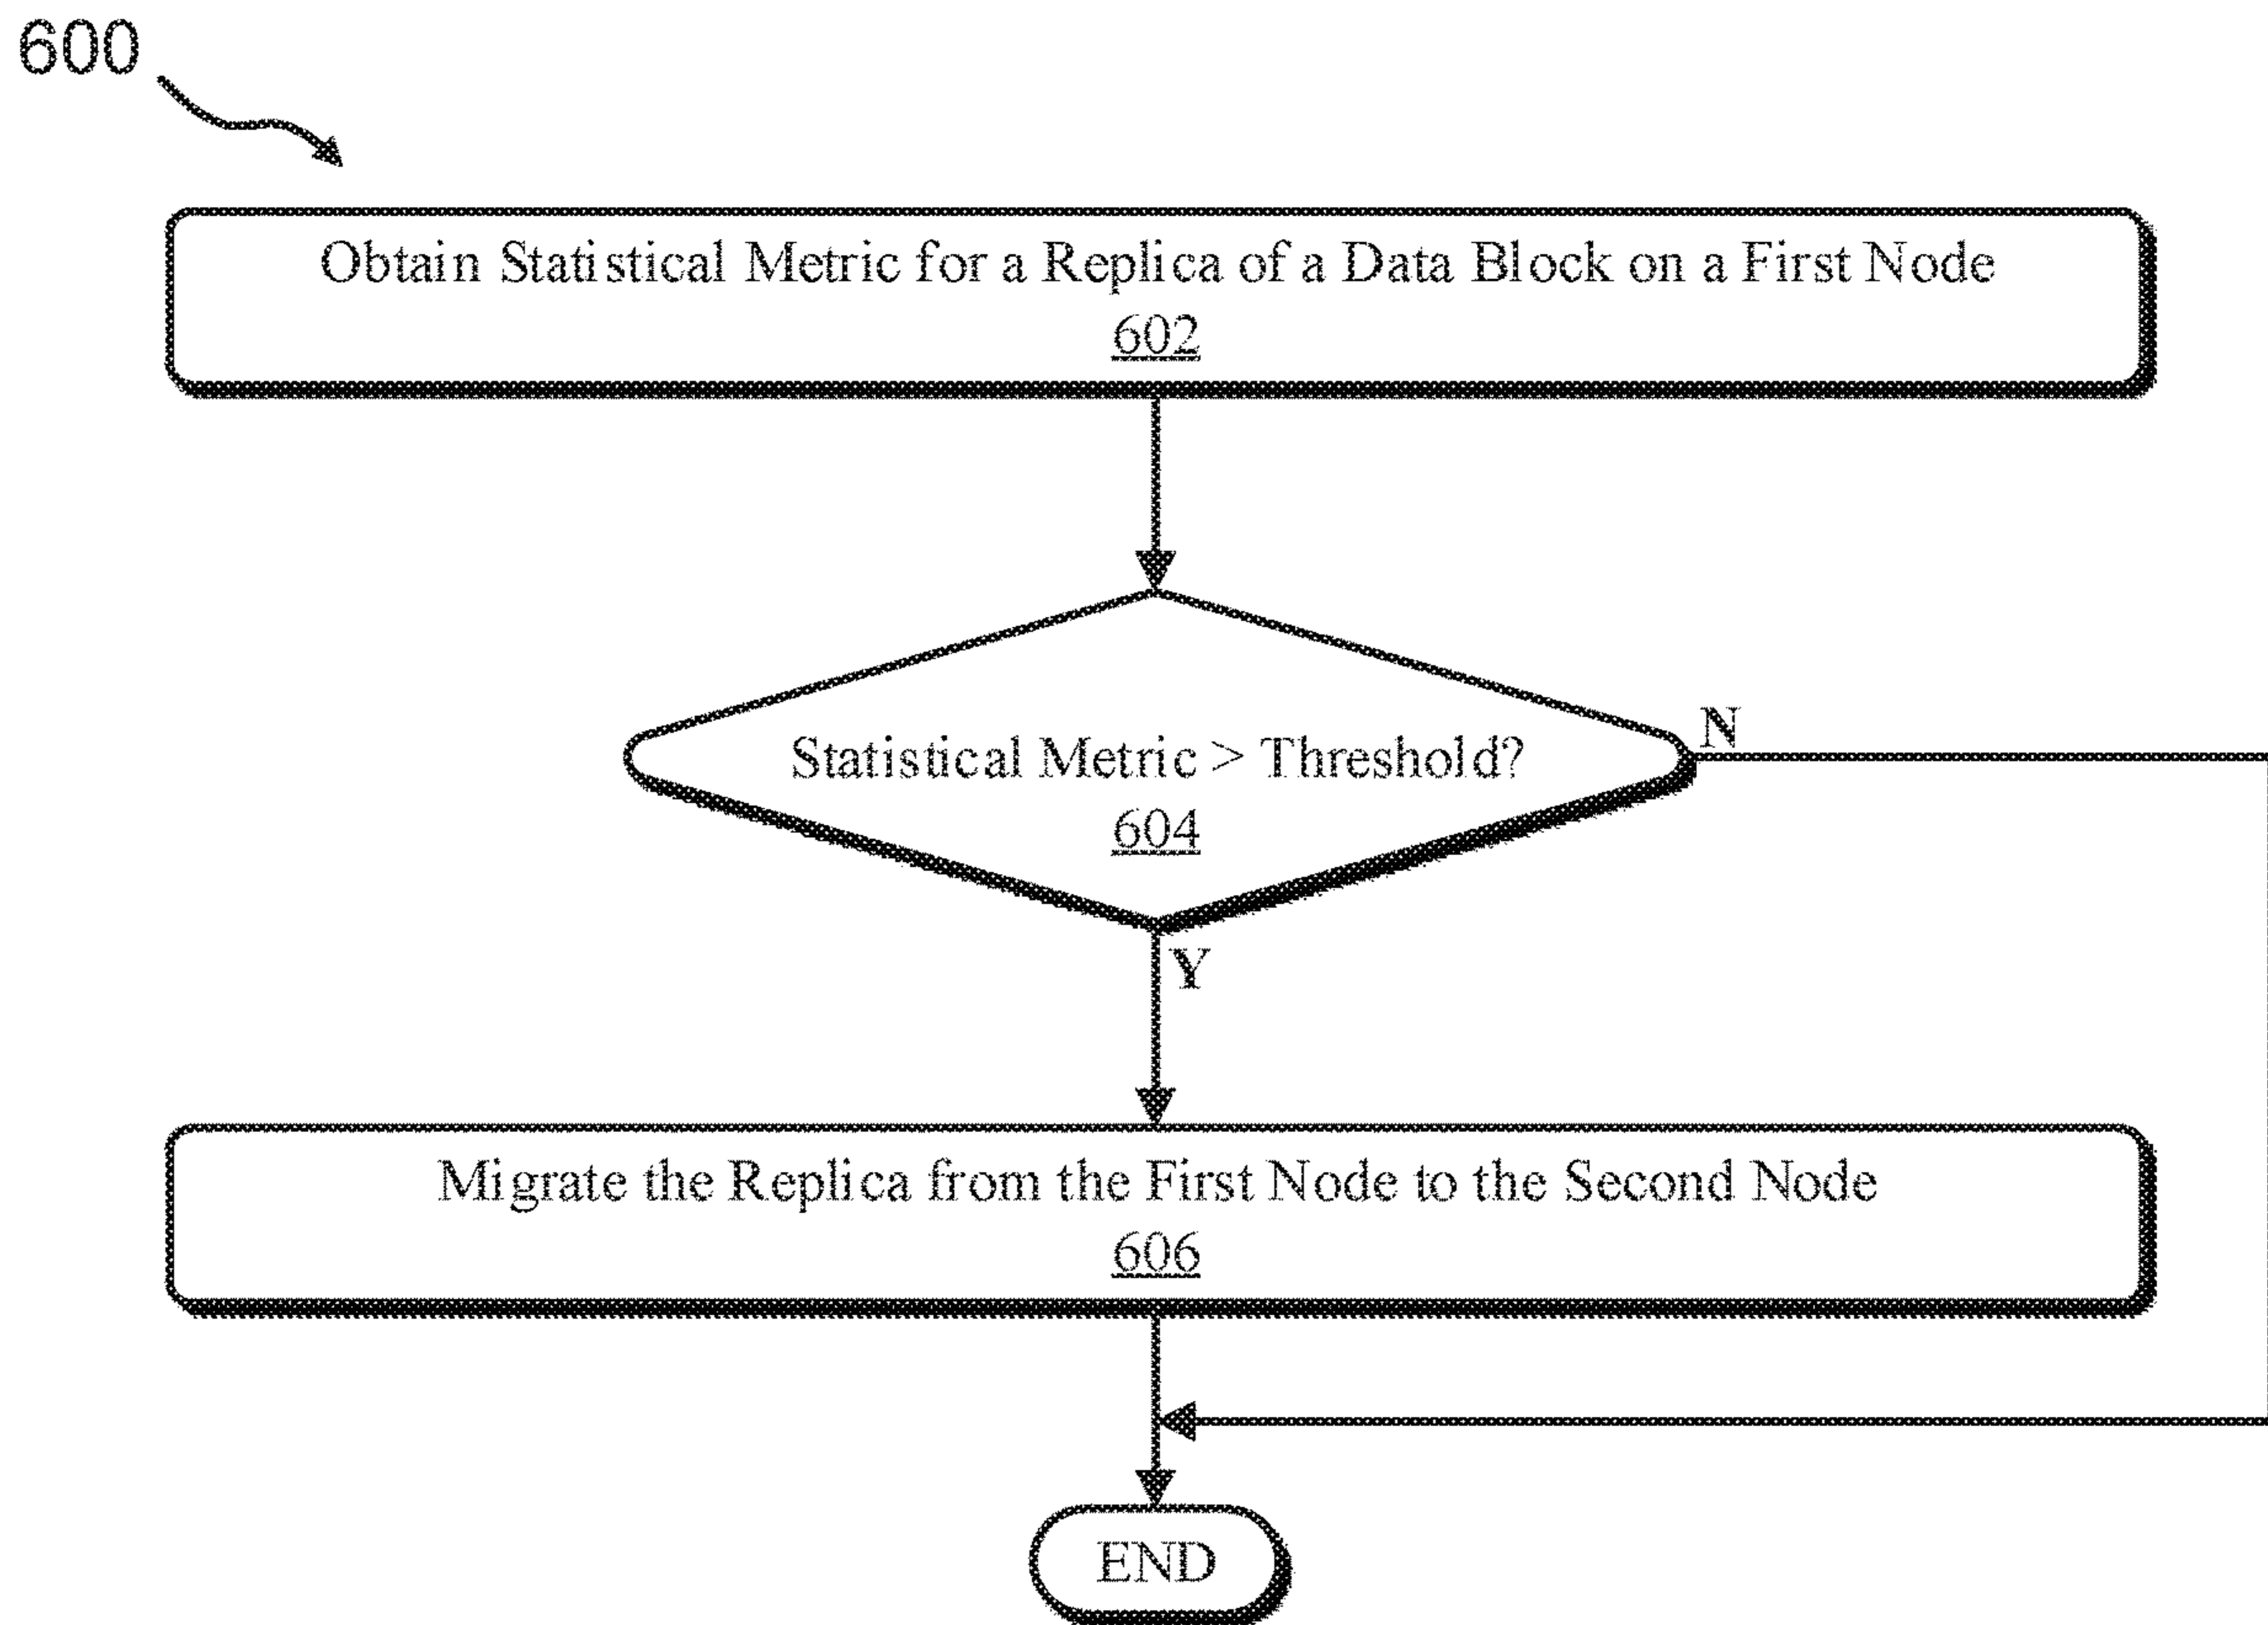 600
Obtain Statistical Metric for a Replica of a Data Block on a First Node
602
Statistical Metric > Threshold?
604
N
Y
Migrate the Replica from the First Node to the Second Node
606
END